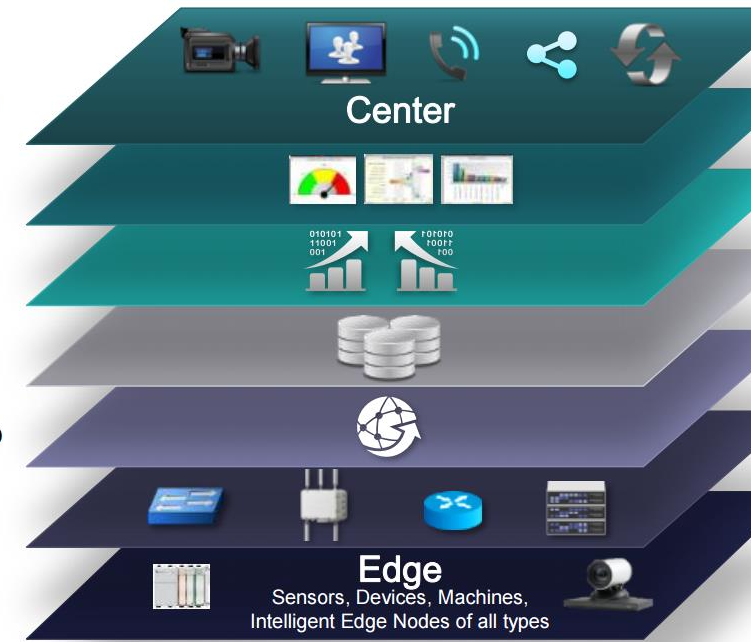 Center
010101
11001
001
010101
11001
001
Edge
Sensors, Devices, Machines,
Intelligent Edge Nodes of all types